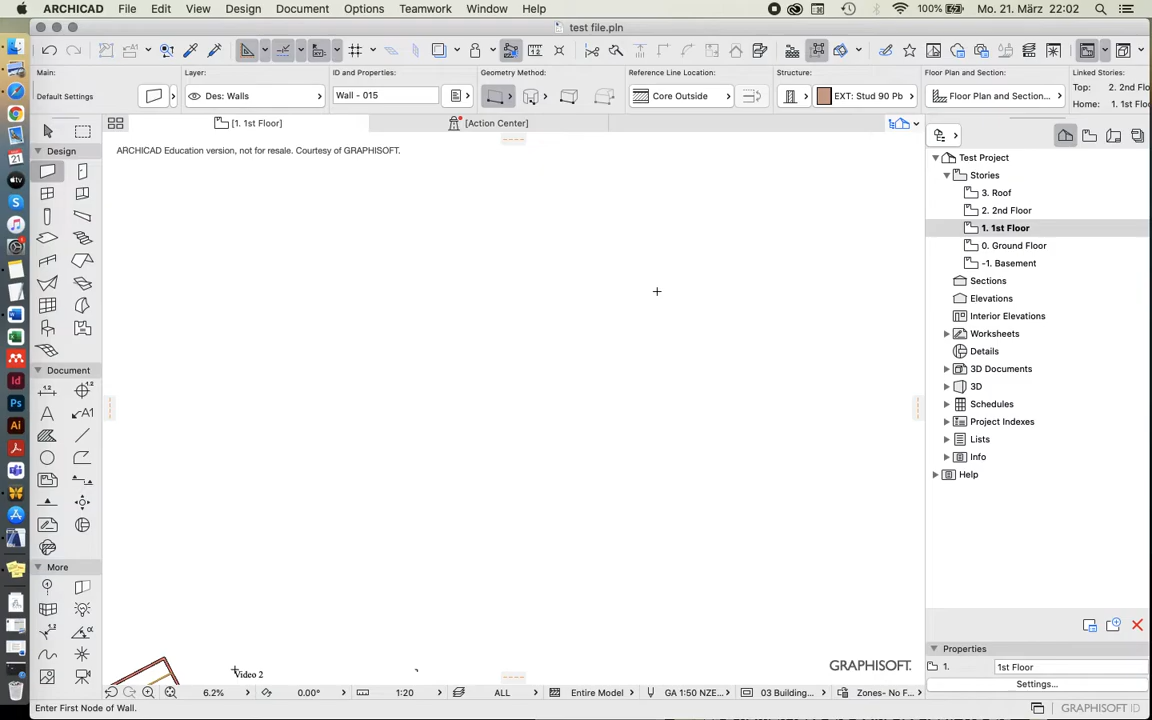 ARCHICAD File Edit View Design Document Options Teamwork Window Help 100% Mo. 21. März 22:02
test file.pln
Main:
Default Settings
Layer:
Des: Walls
ID and Properties:
Wall - 015
Geometry Method:
Reference Line Location:
Core Outside
Structure:
EXT: Stud 90 Pb
Floor Plan and Section:
Floor Plan and Section...
Linked Stories:
Top: 2. 2nd Flo
Home: 1. 1st Flo
[1. 1st Floor]
[Action Center]
ARCHICAD Education version, not for resale. Courtesy of GRAPHISOFT.
Design
Document
More
Test Project
Stories
3. Roof
2. 2nd Floor
1. 1st Floor
0. Ground Floor
-1. Basement
Sections
Elevations
Interior Elevations
Worksheets
Details
3D Documents
3D
Schedules
Project Indexes
Lists
Info
Help
Video 2
GRAPHISOFT.
Properties
1. 1st Floor
Settings...
6.2% 0.00° 1:20 ALL Entire Model GA 1:50 NZE... 03 Building... Zones- No F...
Enter First Node of Wall.
GRAPHISOFT ID